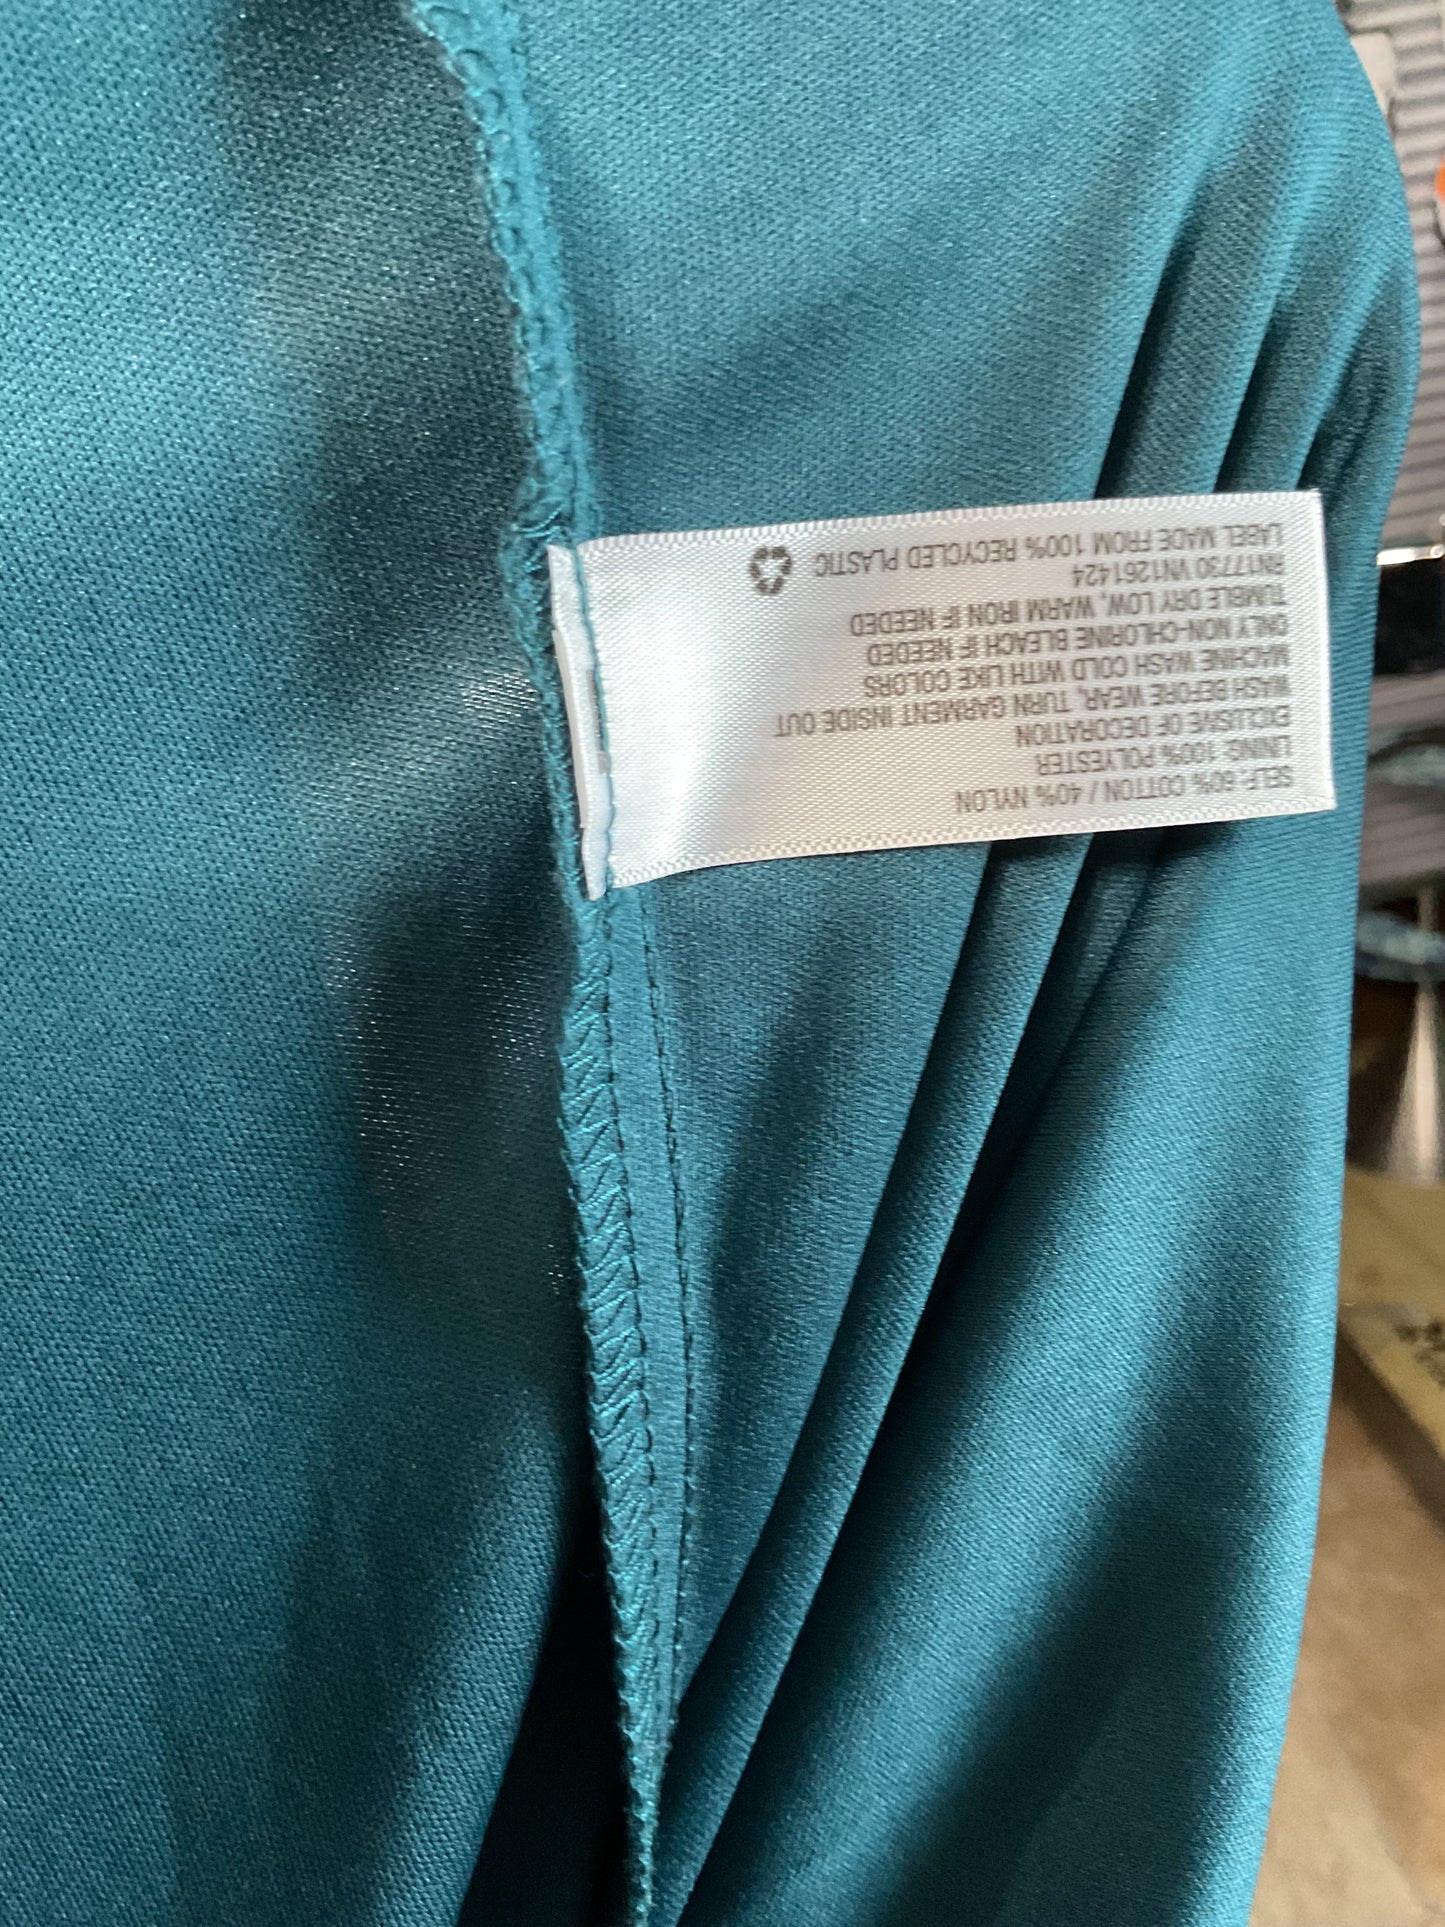 SELF: 60% COTTON / 40% NYLON
LINING: 100% POLYESTER
EXCLUSIVE OF DECORATION
WASH BEFORE WEAR, TURN GARMENT INSIDE OUT
MACHINE WASH COLD WITH LIKE COLORS
ONLY NON-CHLORINE BLEACH IF NEEDED
TUMBLE DRY LOW, WARM IRON IF NEEDED
RN17730 VN1261424
LABEL MADE FROM 100% RECYCLED PLASTIC